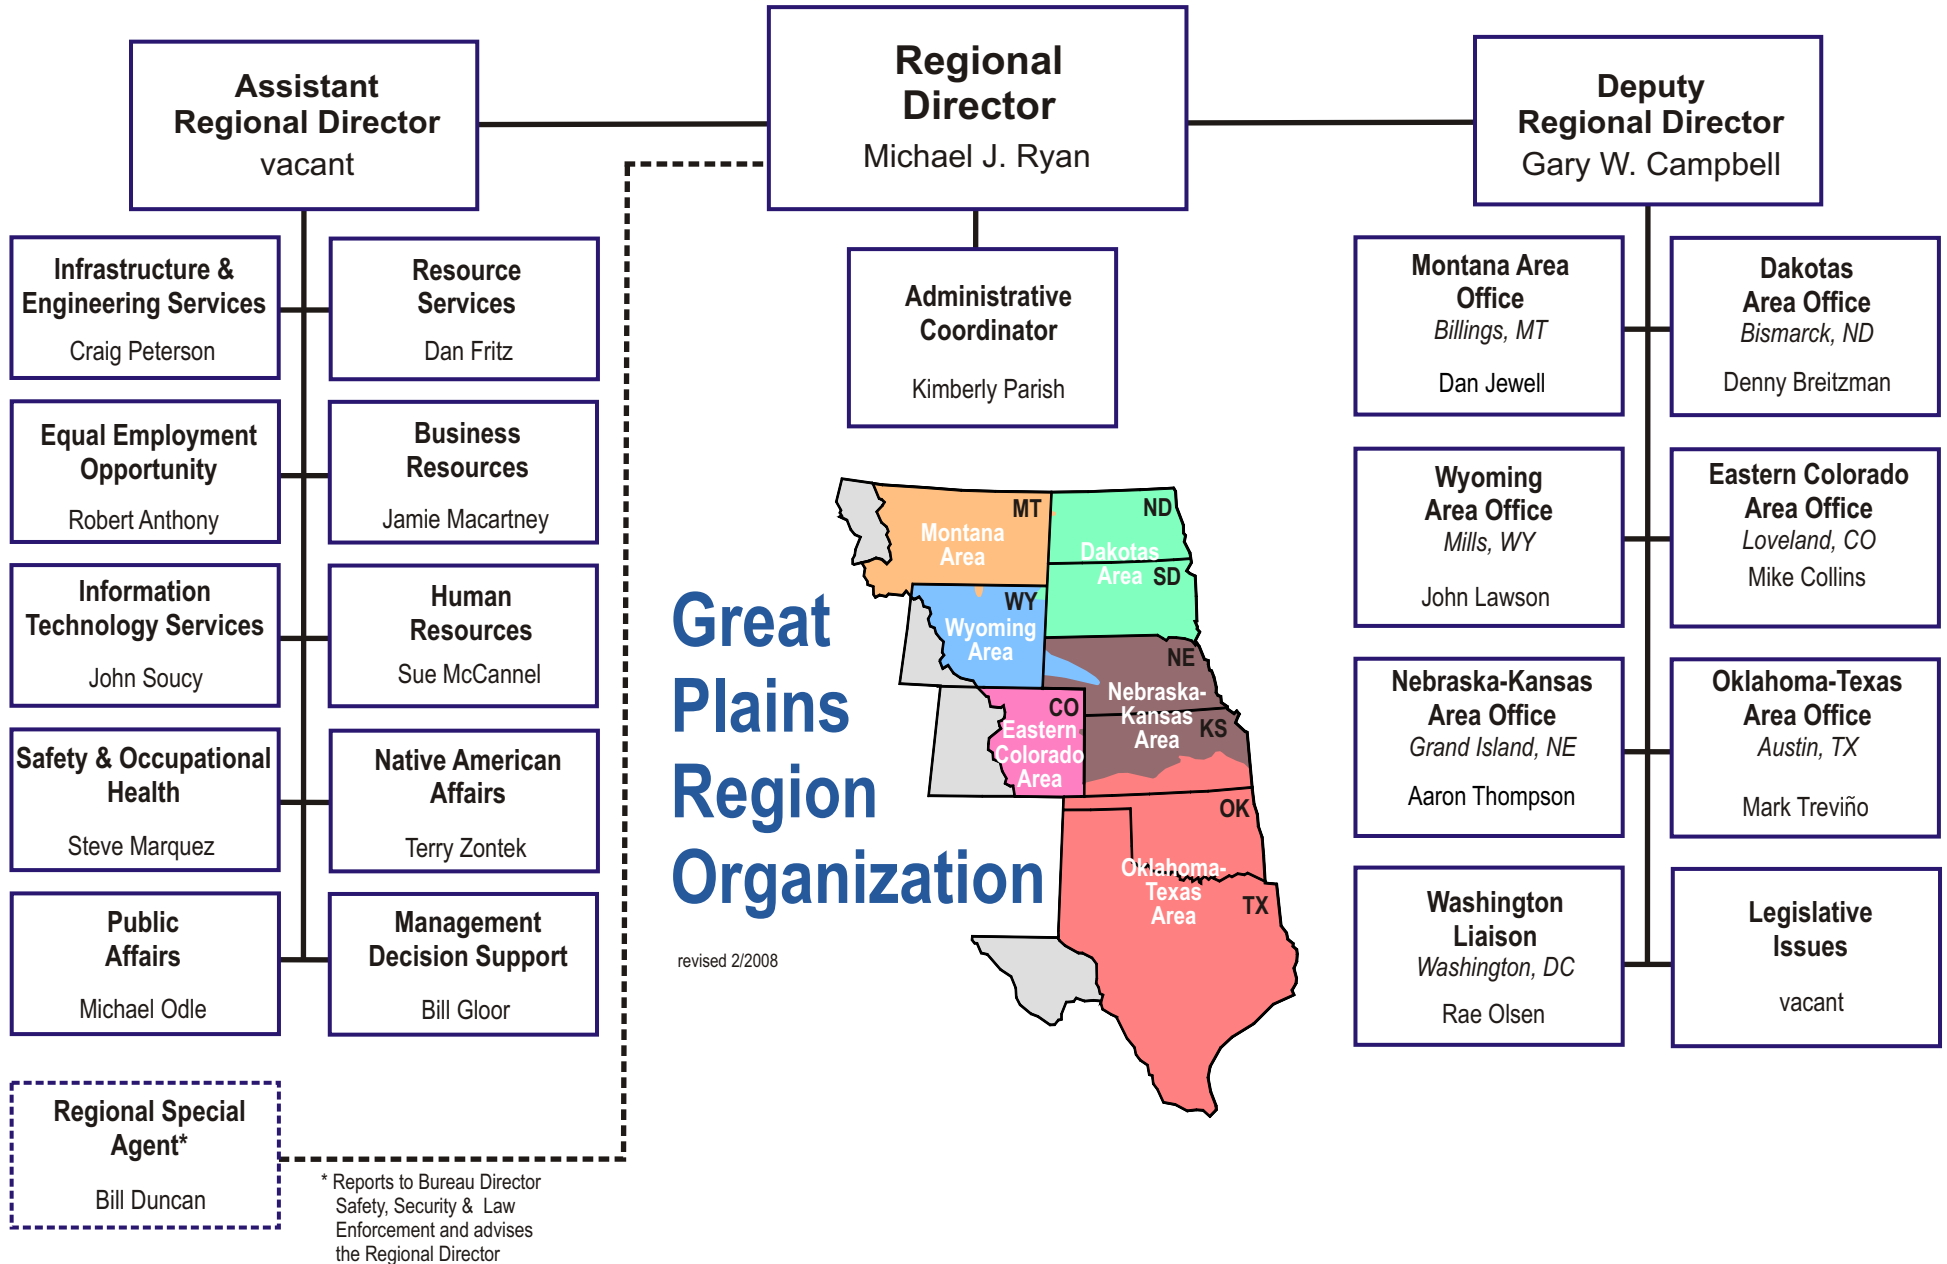 Assistant
Regional Director
vacant
Regional
Director
Michael J. Ryan
Deputy
Regional Director
Gary W. Campbell
Infrastructure &
Engineering Services
Craig Peterson
Resource
Services
Dan Fritz
Equal Employment
Opportunity
Robert Anthony
Business
Resources
Jamie Macartney
Information
Technology Services
John Soucy
Human
Resources
Sue McCannel
Safety & Occupational
Health
Steve Marquez
Native American
Affairs
Terry Zontek
Public
Affairs
Michael Odle
Management
Decision Support
Bill Gloor
Regional Special
Agent*
Bill Duncan
* Reports to Bureau Director
Safety, Security & Law
Enforcement and advises
the Regional Director
Administrative
Coordinator
Kimberly Parish
Great
Plains
Region
Organization
revised 2/2008
MT
Montana
Area
ND
Dakotas
Area
SD
WY
Wyoming
Area
NE
Nebraska-
Kansas
Area
KS
CO
Eastern
Colorado
Area
OK
Oklahoma-
Texas
Area
TX
Montana Area
Office
Billings, MT
Dan Jewell
Dakotas
Area Office
Bismarck, ND
Denny Breitzman
Wyoming
Area Office
Mills, WY
John Lawson
Eastern Colorado
Area Office
Loveland, CO
Mike Collins
Nebraska-Kansas
Area Office
Grand Island, NE
Aaron Thompson
Oklahoma-Texas
Area Office
Austin, TX
Mark Treviño
Washington
Liaison
Washington, DC
Rae Olsen
Legislative
Issues
vacant